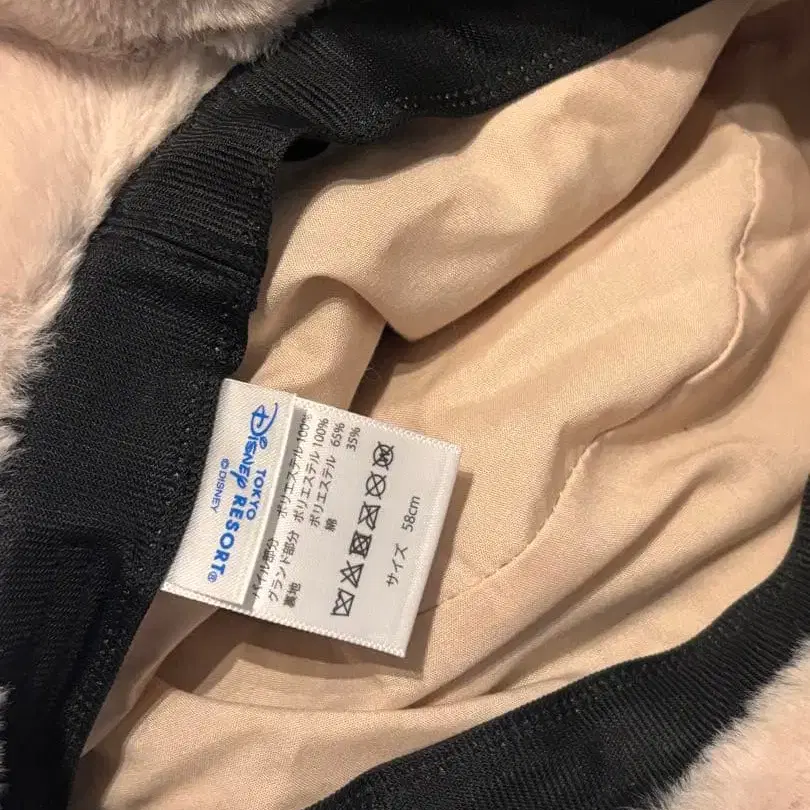 TOKYO
DISNEY RESORT®
© DISNEY
パイル部分 ポリエステル 100%
グランド部分 ポリエステル 100%
裏地 ポリエステル 65%
綿 35%
サイズ 58cm